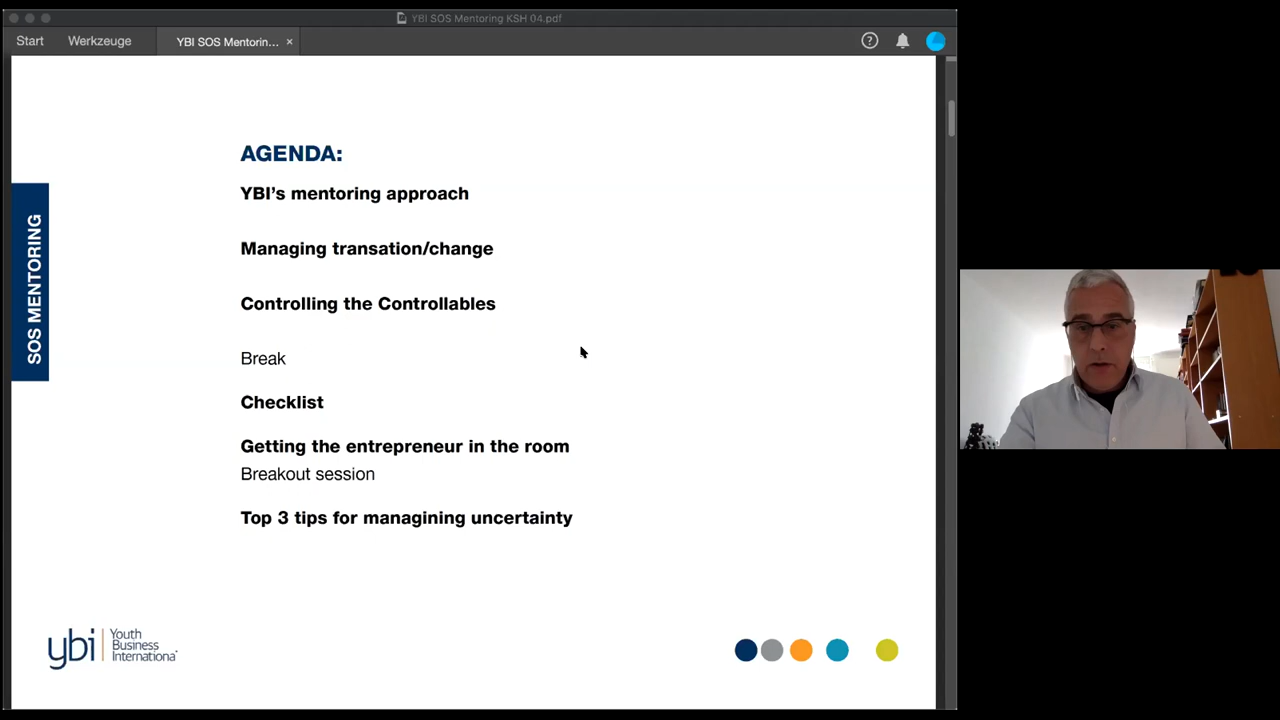 YBI SOS Mentoring KSH 04.pdf
Start
Werkzeuge
YBI SOS Mentorin... ×
?
AGENDA:
YBI’s mentoring approach
Managing transation/change
Controlling the Controllables
Break
Checklist
Getting the entrepreneur in the room
Breakout session
Top 3 tips for managining uncertainty
SOS MENTORING
ybi
Youth
Business
International